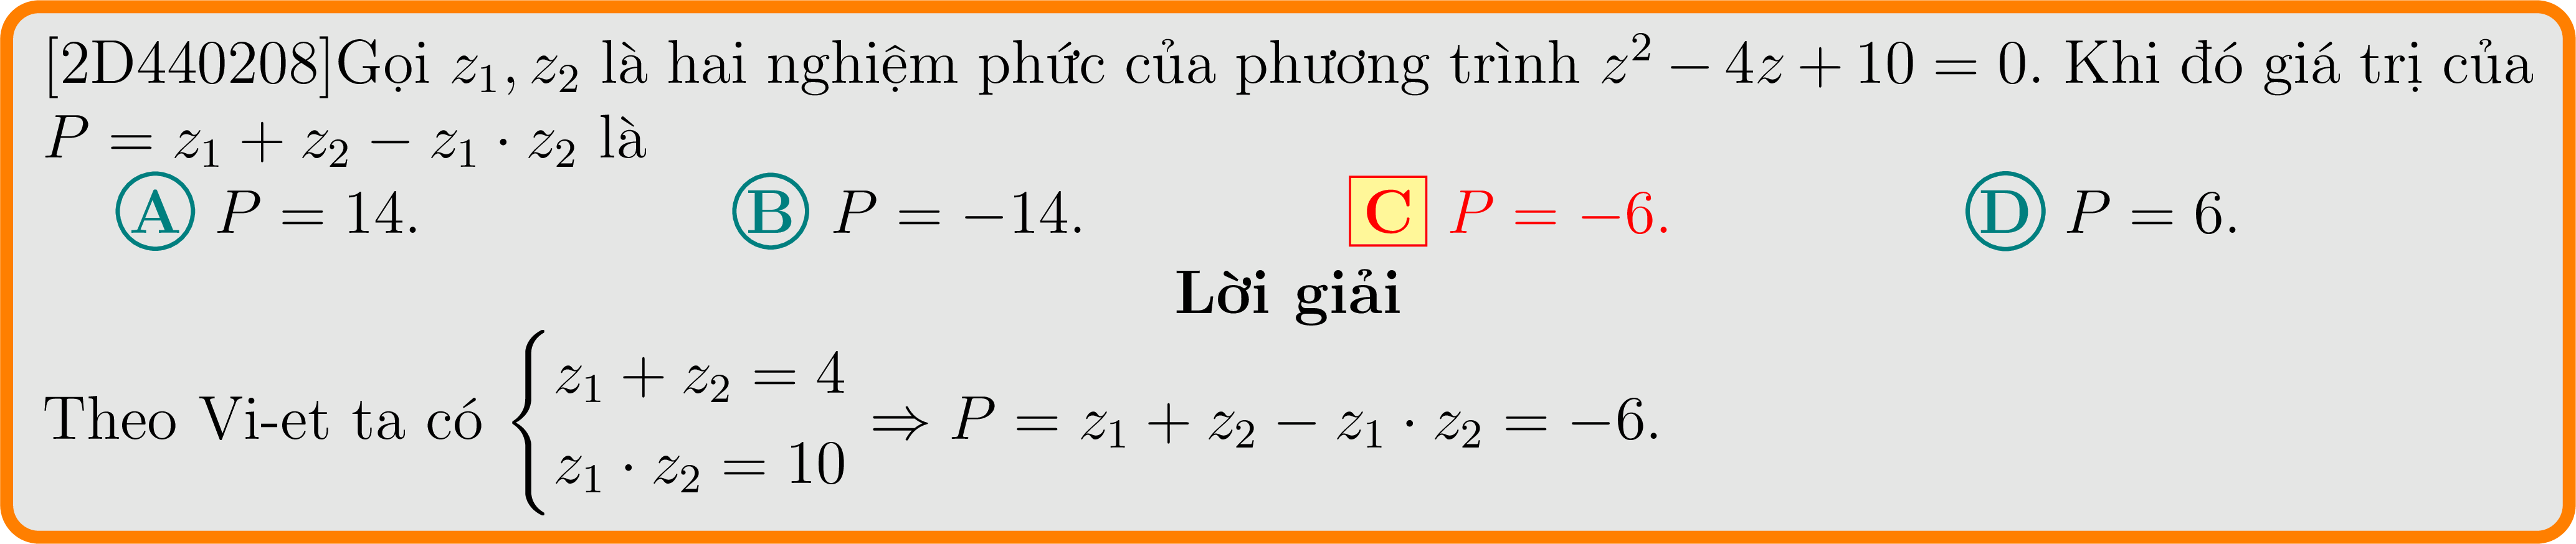 [2D440208]Gọi $z_1, z_2$ là hai nghiệm phức của phương trình $z^2 - 4z + 10 = 0$. Khi đó giá trị của
$P = z_1 + z_2 - z_1 \cdot z_2$ là
A $P = 14$. B $P = -14$. C $P = -6$. D $P = 6$.
Lời giải
Theo Vi-et ta có $\begin{cases} z_1 + z_2 = 4 \\ z_1 \cdot z_2 = 10 \end{cases} \Rightarrow P = z_1 + z_2 - z_1 \cdot z_2 = -6$.